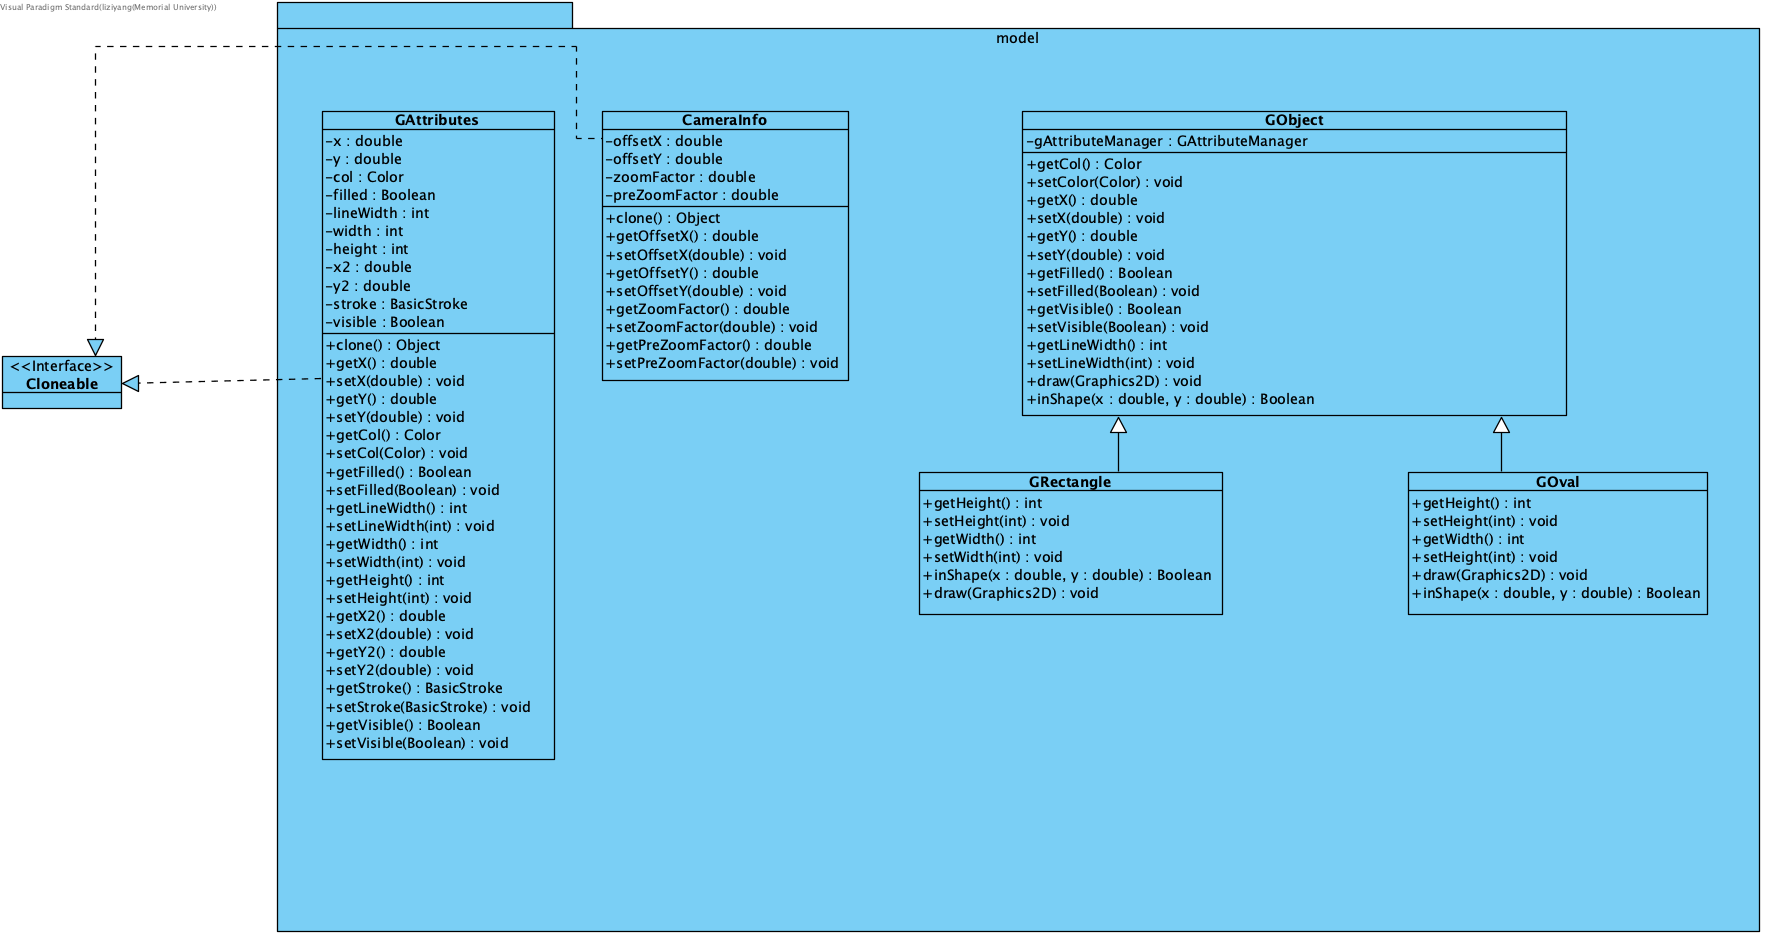 Visual Paradigm Standard(liziyang(Memorial University))
model
<<Interface>>
Cloneable
GAttributes
-x : double
-y : double
-col : Color
-filled : Boolean
-lineWidth : int
-width : int
-height : int
-x2 : double
-y2 : double
-stroke : BasicStroke
-visible : Boolean
+clone() : Object
+getX() : double
+setX(double) : void
+getY() : double
+setY(double) : void
+getCol() : Color
+setCol(Color) : void
+getFilled() : Boolean
+setFilled(Boolean) : void
+getLineWidth() : int
+setLineWidth(int) : void
+getWidth() : int
+setWidth(int) : void
+getHeight() : int
+setHeight(int) : void
+getX2() : double
+setX2(double) : void
+getY2() : double
+setY2(double) : void
+getStroke() : BasicStroke
+setStroke(BasicStroke) : void
+getVisible() : Boolean
+setVisible(Boolean) : void
CameraInfo
-offsetX : double
-offsetY : double
-zoomFactor : double
-preZoomFactor : double
+clone() : Object
+getOffsetX() : double
+setOffsetX(double) : void
+getOffsetY() : double
+setOffsetY(double) : void
+getZoomFactor() : double
+setZoomFactor(double) : void
+getPreZoomFactor() : double
+setPreZoomFactor(double) : void
GObject
-gAttributeManager : GAttributeManager
+getCol() : Color
+setColor(Color) : void
+getX() : double
+setX(double) : void
+getY() : double
+setY(double) : void
+getFilled() : Boolean
+setFilled(Boolean) : void
+getVisible() : Boolean
+setVisible(Boolean) : void
+getLineWidth() : int
+setLineWidth(int) : void
+draw(Graphics2D) : void
+inShape(x : double, y : double) : Boolean
GRectangle
+getHeight() : int
+setHeight(int) : void
+getWidth() : int
+setWidth(int) : void
+inShape(x : double, y : double) : Boolean
+draw(Graphics2D) : void
GOval
+getHeight() : int
+setHeight(int) : void
+getWidth() : int
+setHeight(int) : void
+draw(Graphics2D) : void
+inShape(x : double, y : double) : Boolean